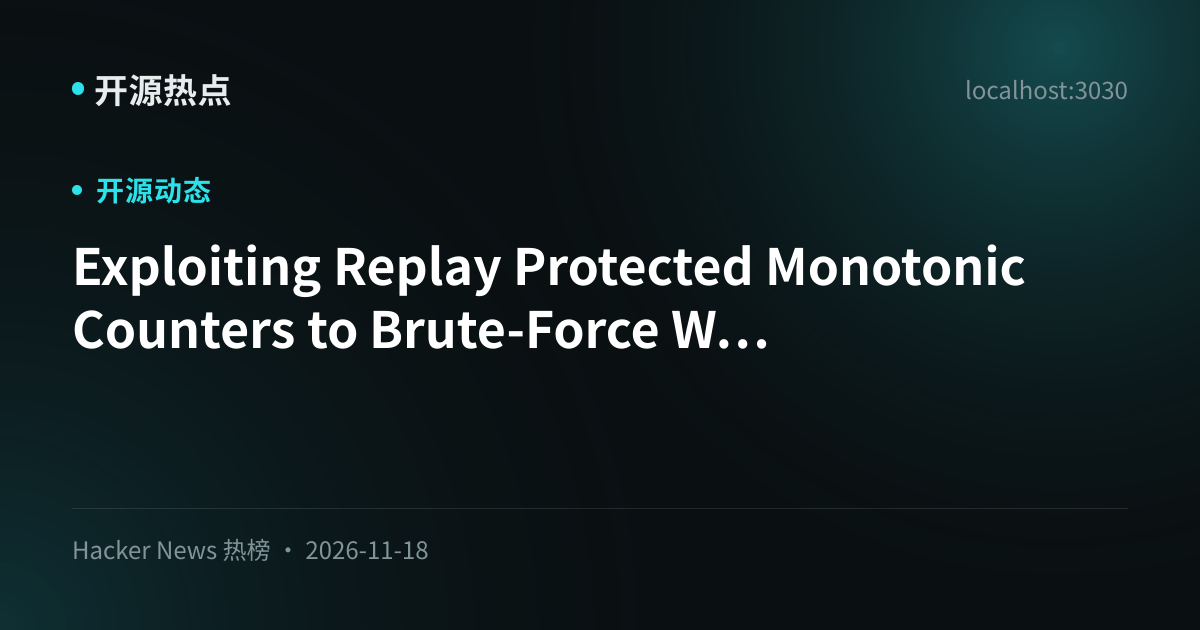 开源热点
localhost:3030
开源动态
Exploiting Replay Protected Monotonic
Counters to Brute-Force W…
Hacker News 热榜 · 2026-11-18